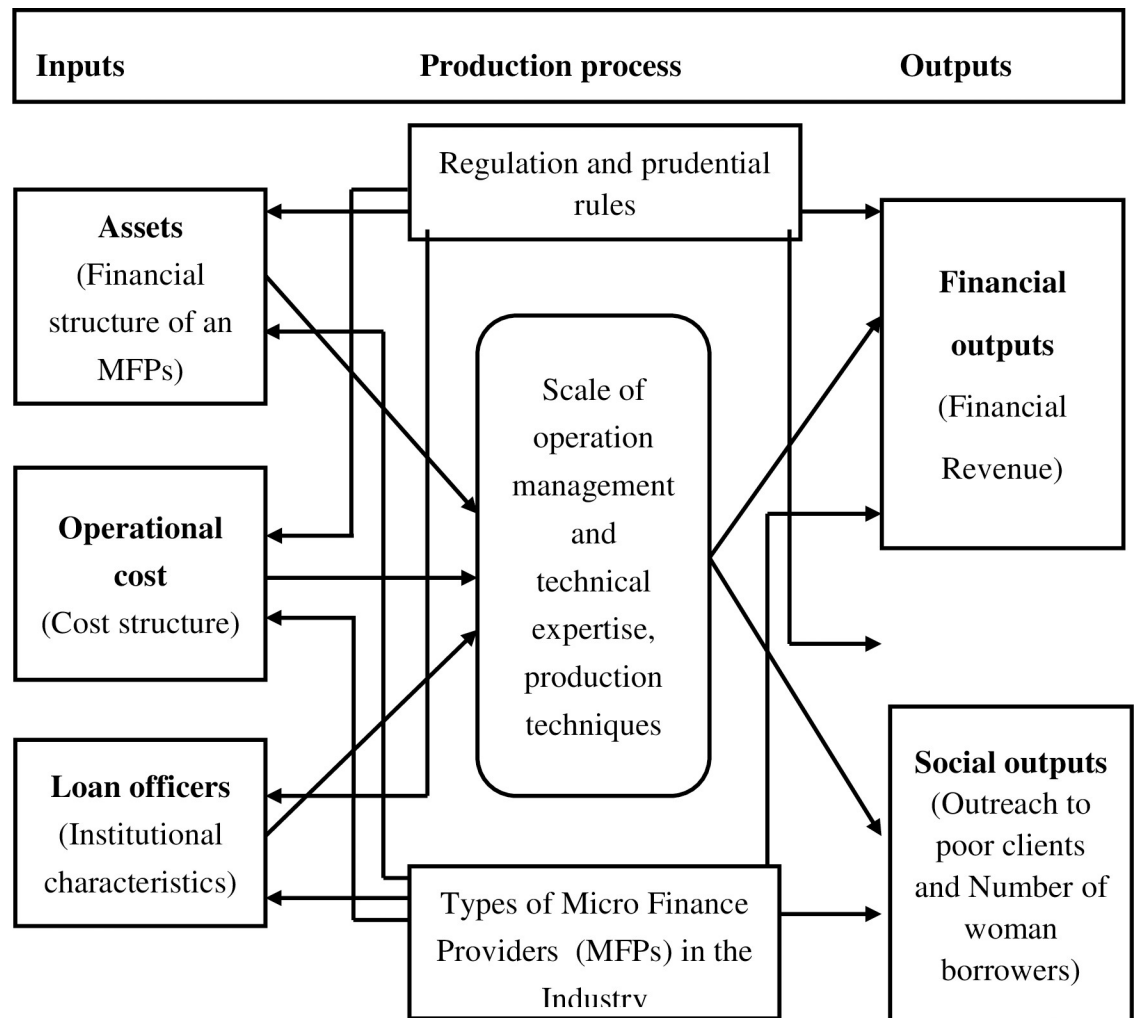 Inputs Production process Outputs
Regulation and prudential
rules
Assets
(Financial
structure of an
MFPs)
Operational
cost
(Cost structure)
Loan officers
(Institutional
characteristics)
Scale of
operation
management
and
technical
expertise,
production
techniques
Types of Micro Finance
Providers (MFPs) in the
Industry
Financial
outputs
(Financial
Revenue)
Social outputs
(Outreach to
poor clients
and Number of
woman
borrowers)